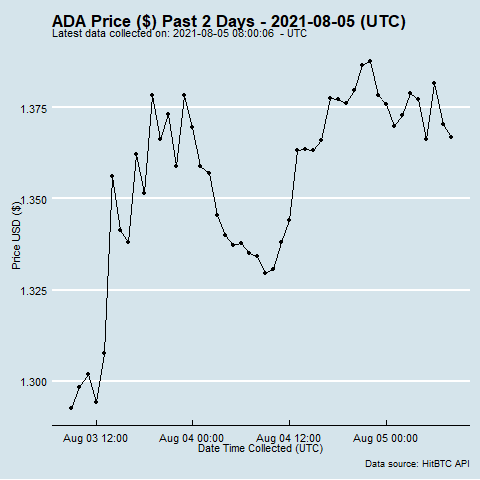 ADA Price ($) Past 2 Days - 2021-08-05 (UTC)
Latest data collected on: 2021-08-05 08:00:06  - UTC
1.375
1.350
1.325
1.300
Price USD ($)
Aug 03 12:00 Aug 04 00:00 Aug 04 12:00 Aug 05 00:00
Date Time Collected (UTC)
Data source: HitBTC API